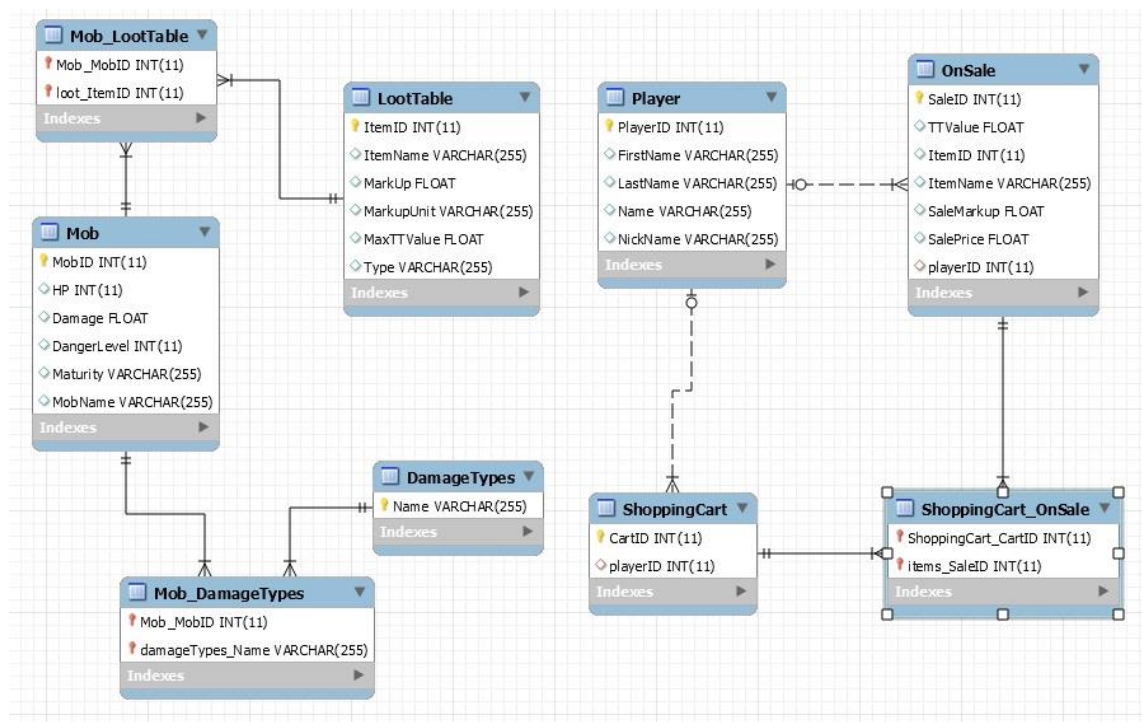 Mob_LootTable
Mob_MobID INT(11)
loot_ItemID INT(11)
Indexes
LootTable
ItemID INT(11)
ItemName VARCHAR(255)
MarkUp FLOAT
MarkupUnit VARCHAR(255)
MaxTTValue FLOAT
Type VARCHAR(255)
Indexes
Player
PlayerID INT(11)
FirstName VARCHAR(255)
LastName VARCHAR(255)
Name VARCHAR(255)
NickName VARCHAR(255)
Indexes
OnSale
SaleID INT(11)
TTValue FLOAT
ItemID INT(11)
ItemName VARCHAR(255)
SaleMarkup FLOAT
SalePrice FLOAT
playerID INT(11)
Indexes
Mob
MobID INT(11)
HP INT(11)
Damage FLOAT
DangerLevel INT(11)
Maturity VARCHAR(255)
MobName VARCHAR(255)
Indexes
DamageTypes
Name VARCHAR(255)
Indexes
Mob_DamageTypes
Mob_MobID INT(11)
damageTypes_Name VARCHAR(255)
Indexes
ShoppingCart
CartID INT(11)
playerID INT(11)
Indexes
ShoppingCart_OnSale
ShoppingCart_CartID INT(11)
items_SaleID INT(11)
Indexes